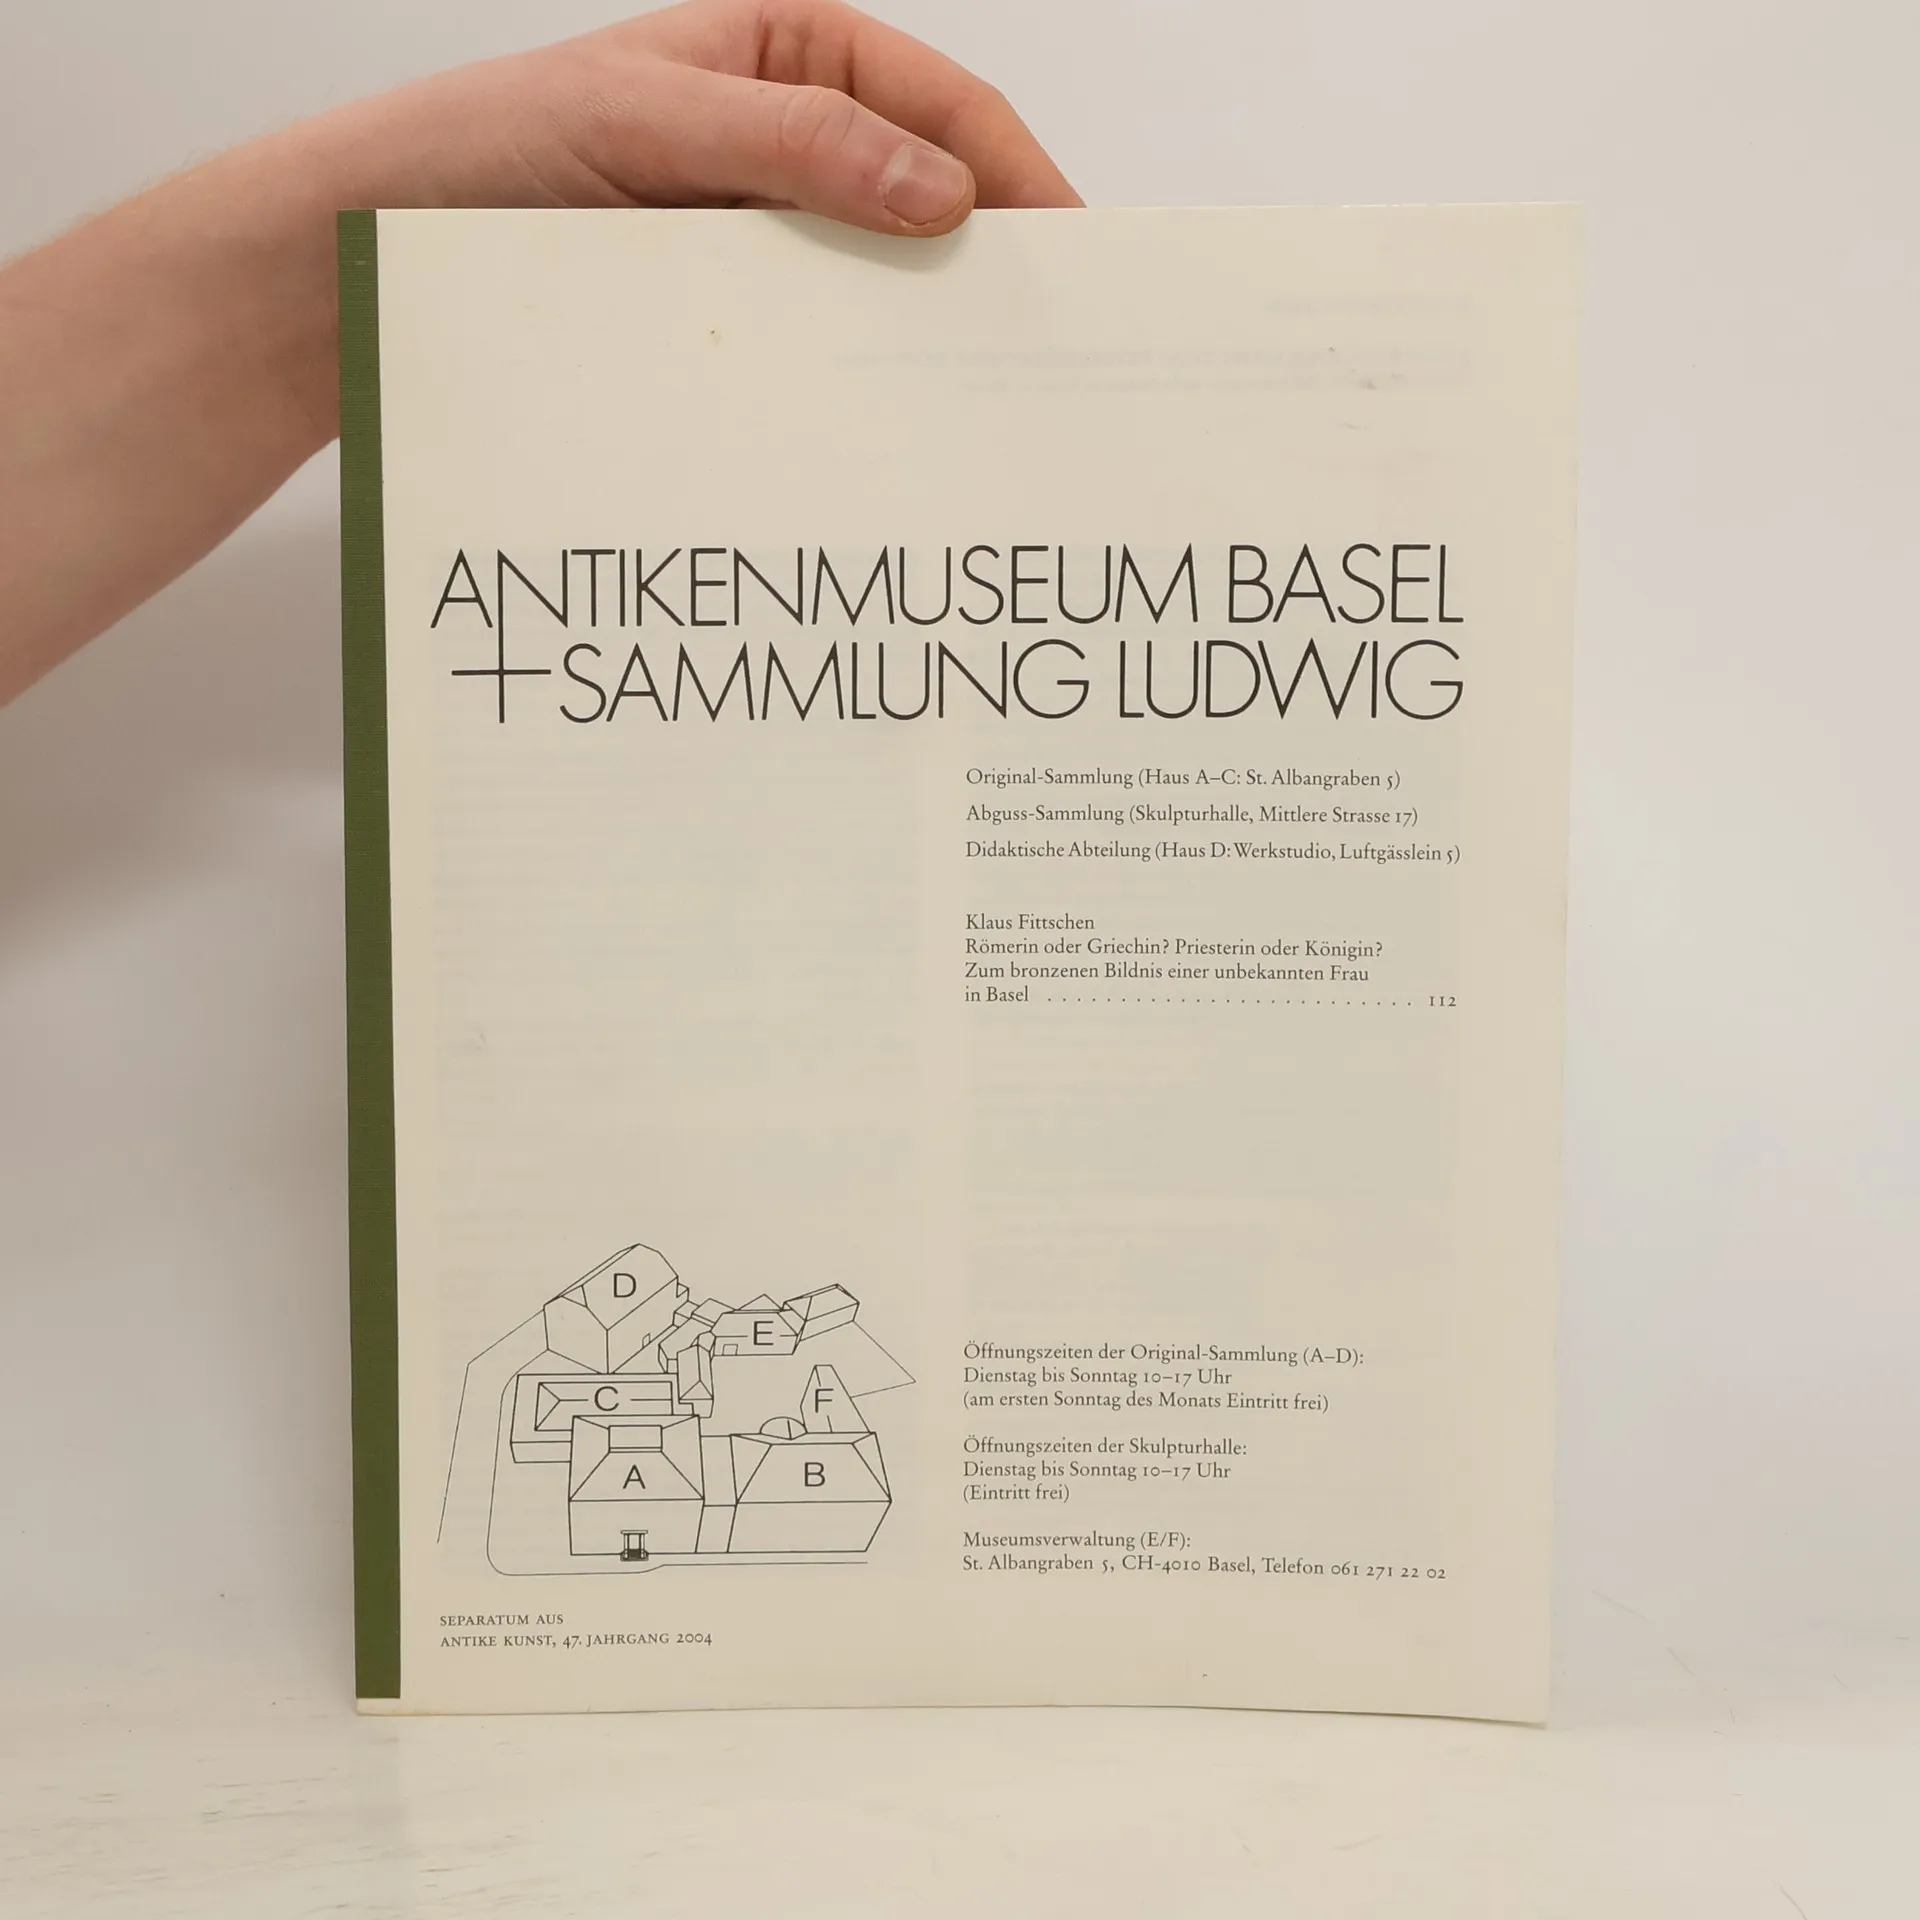 ANTIKENMUSEUM BASEL
+SAMMLUNG LUDWIG
Original-Sammlung (Haus A–C: St. Albangraben 5)
Abguss-Sammlung (Skulpturhalle, Mittlere Strasse 17)
Didaktische Abteilung (Haus D: Werkstudio, Luftgässlein 5)
Klaus Fittschen
Römerin oder Griechin? Priesterin oder Königin?
Zum bronzenen Bildnis einer unbekannten Frau
in Basel . . . . . . . . . . . . . . . . . . . . . . . . . 112
D
E
C
F
A
B
Öffnungszeiten der Original-Sammlung (A–D):
Dienstag bis Sonntag 10–17 Uhr
(am ersten Sonntag des Monats Eintritt frei)
Öffnungszeiten der Skulpturhalle:
Dienstag bis Sonntag 10–17 Uhr
(Eintritt frei)
Museumsverwaltung (E/F):
St. Albangraben 5, CH-4010 Basel, Telefon 061 271 22 02
SEPARATUM AUS
ANTIKE KUNST, 47. JAHRGANG 2004